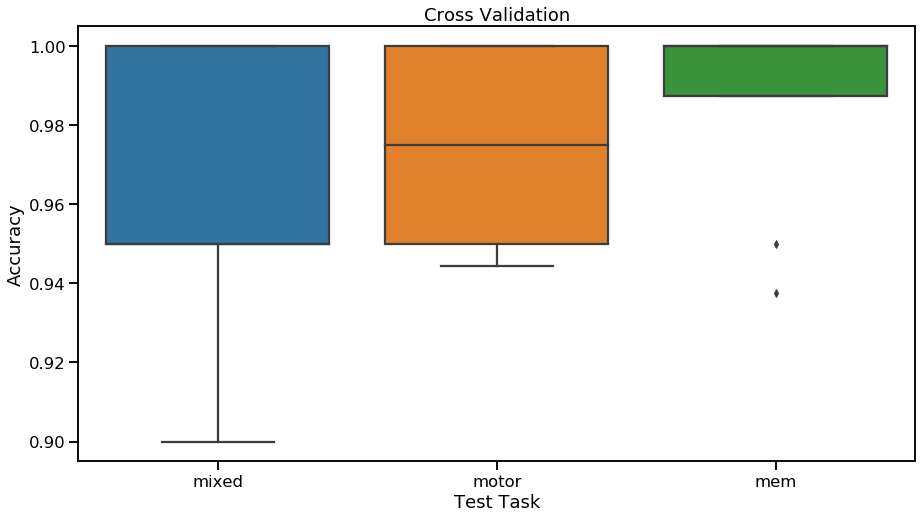 Cross Validation
Accuracy
1.00
0.98
0.96
0.94
0.92
0.90
mixed motor mem
Test Task